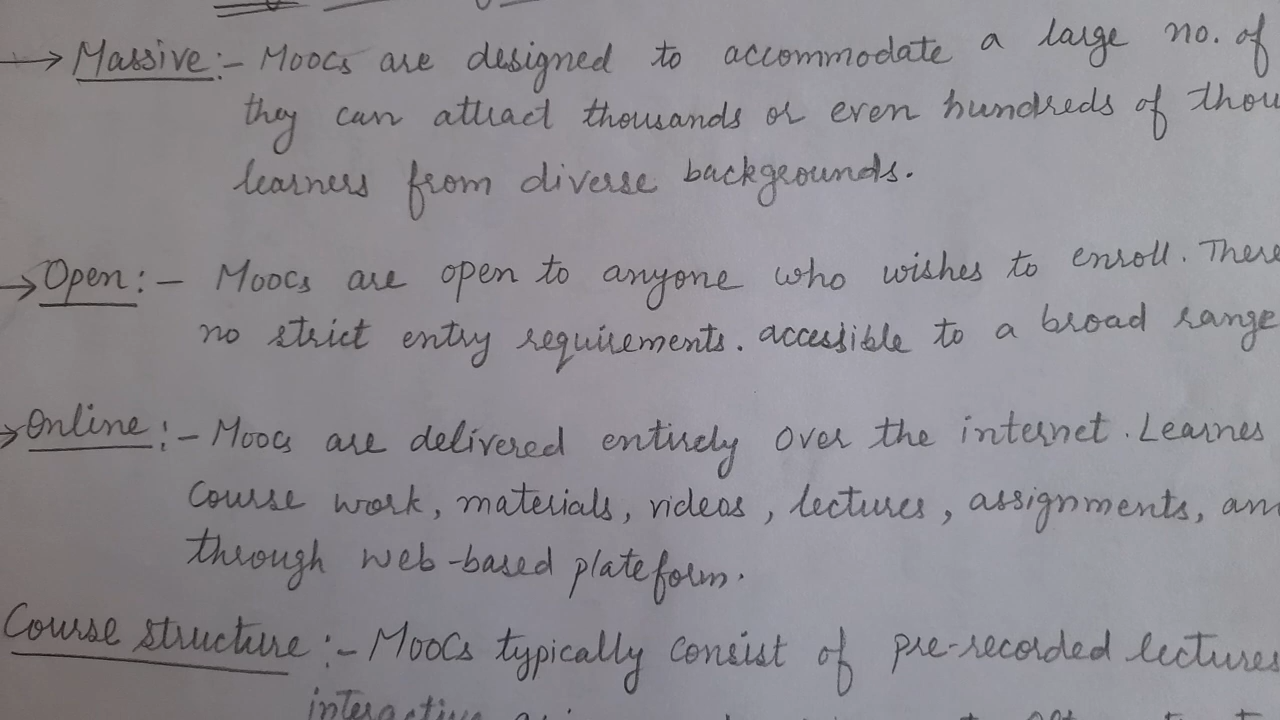 → Massive :- Moocs are designed to accommodate a large no. of
they can attract thousands or even hundreds of thou
learners from diverse backgrounds.
→ Open :- Moocs are open to anyone who wishes to enroll. There
no strict entry requirements. accessible to a broad range
→ Online :- Moocs are delivered entirely over the internet. Learnes
Course work, materials, videos, lectures, assignments, an
through web-based plateform.
Course structure :- MOOCs typically consist of pre-recorded lectures
interactive